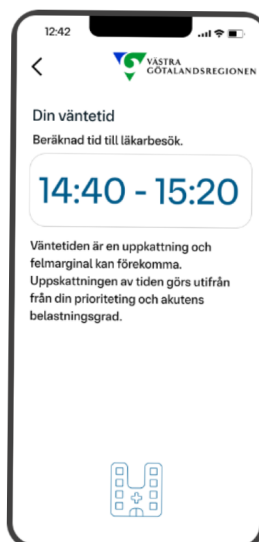 12:42
VÄSTRA
GÖTALANDSREGIONEN
Din väntetid
Beräknad tid till läkarbesök.
14:40 - 15:20
Väntetiden är en uppkattning och
felmarginal kan förekomma.
Uppskattningen av tiden görs utifrån
från din prioriteting och akutens
belastningsgrad.